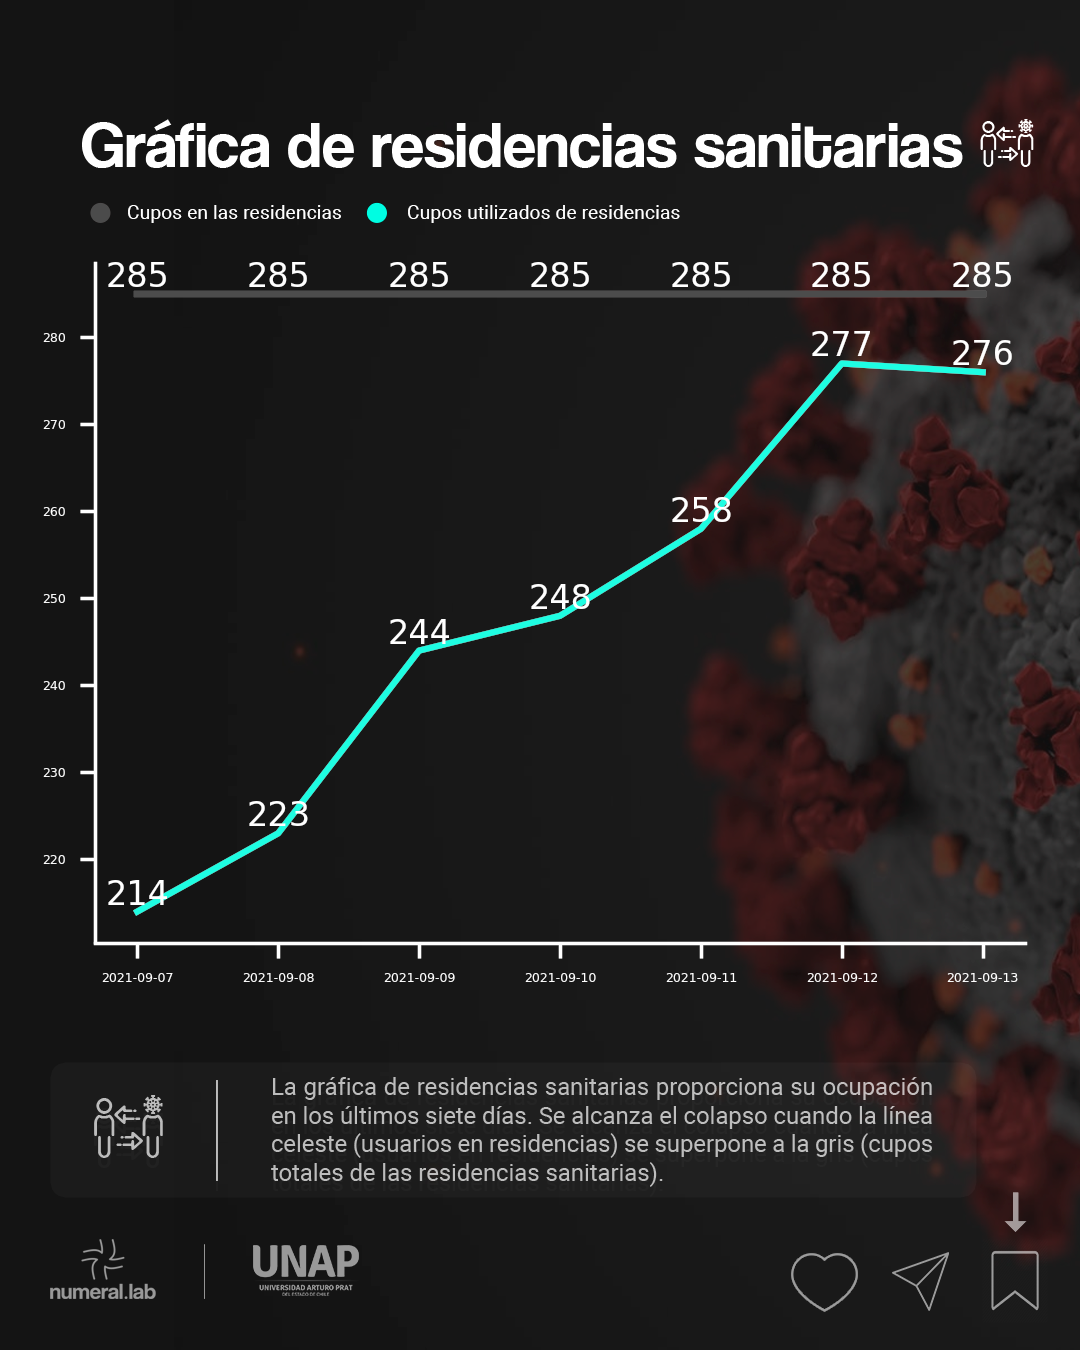 Gráfica de residencias sanitarias
Cupos en las residencias Cupos utilizados de residencias
285 285 285 285 285 285 285
280
277 276
270
260
258
250
248
244
240
230
223
220
214
2021-09-07 2021-09-08 2021-09-09 2021-09-10 2021-09-11 2021-09-12 2021-09-13
La gráfica de residencias sanitarias proporciona su ocupación
en los últimos siete días. Se alcanza el colapso cuando la línea
celeste (usuarios en residencias) se superpone a la gris (cupos
totales de las residencias sanitarias).
numeral.lab
UNAP
UNIVERSIDAD ARTURO PRAT
DEL ESTADO DE CHILE